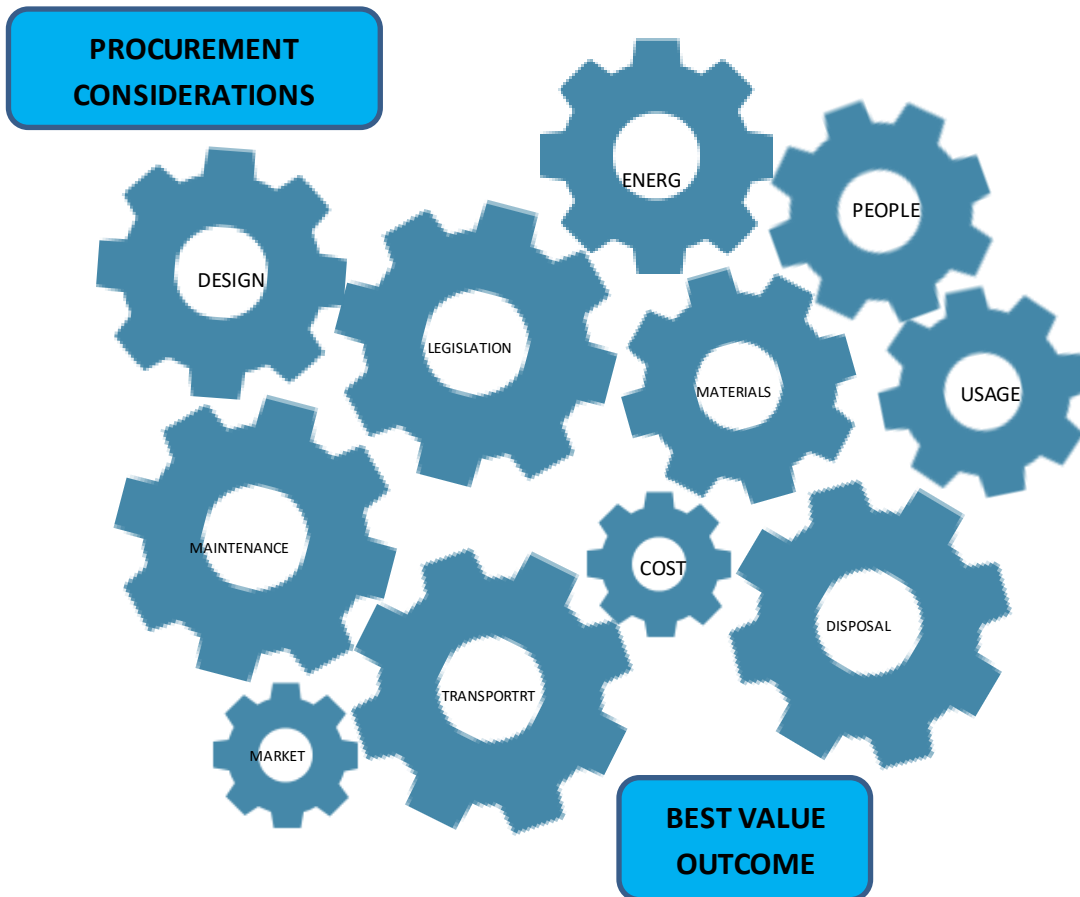 PROCUREMENT
CONSIDERATIONS
ENERG
PEOPLE
DESIGN
LEGISLATION
MATERIALS
USAGE
MAINTENANCE
COST
DISPOSAL
TRANSPORTRT
MARKET
BEST VALUE
OUTCOME